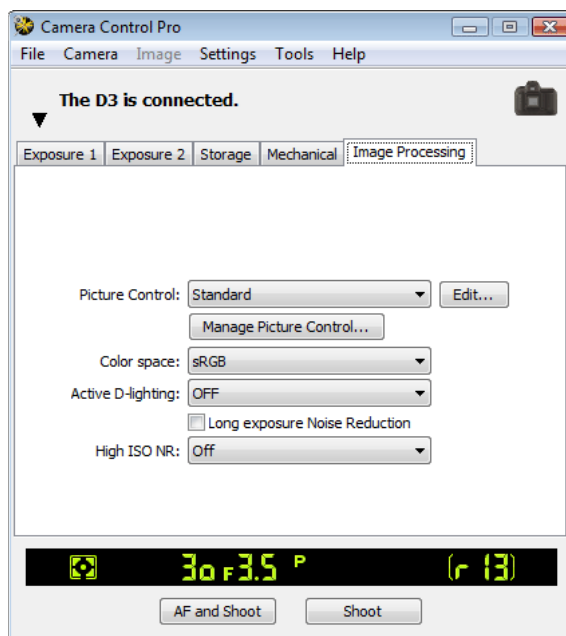 Camera Control Pro
File Camera Image Settings Tools Help
The D3 is connected.
Exposure 1 Exposure 2 Storage Mechanical Image Processing
Picture Control: Standard Edit...
Manage Picture Control...
Color space: sRGB
Active D-lighting: OFF
Long exposure Noise Reduction
High ISO NR: Off
30 F3.5 P (r 13)
AF and Shoot Shoot